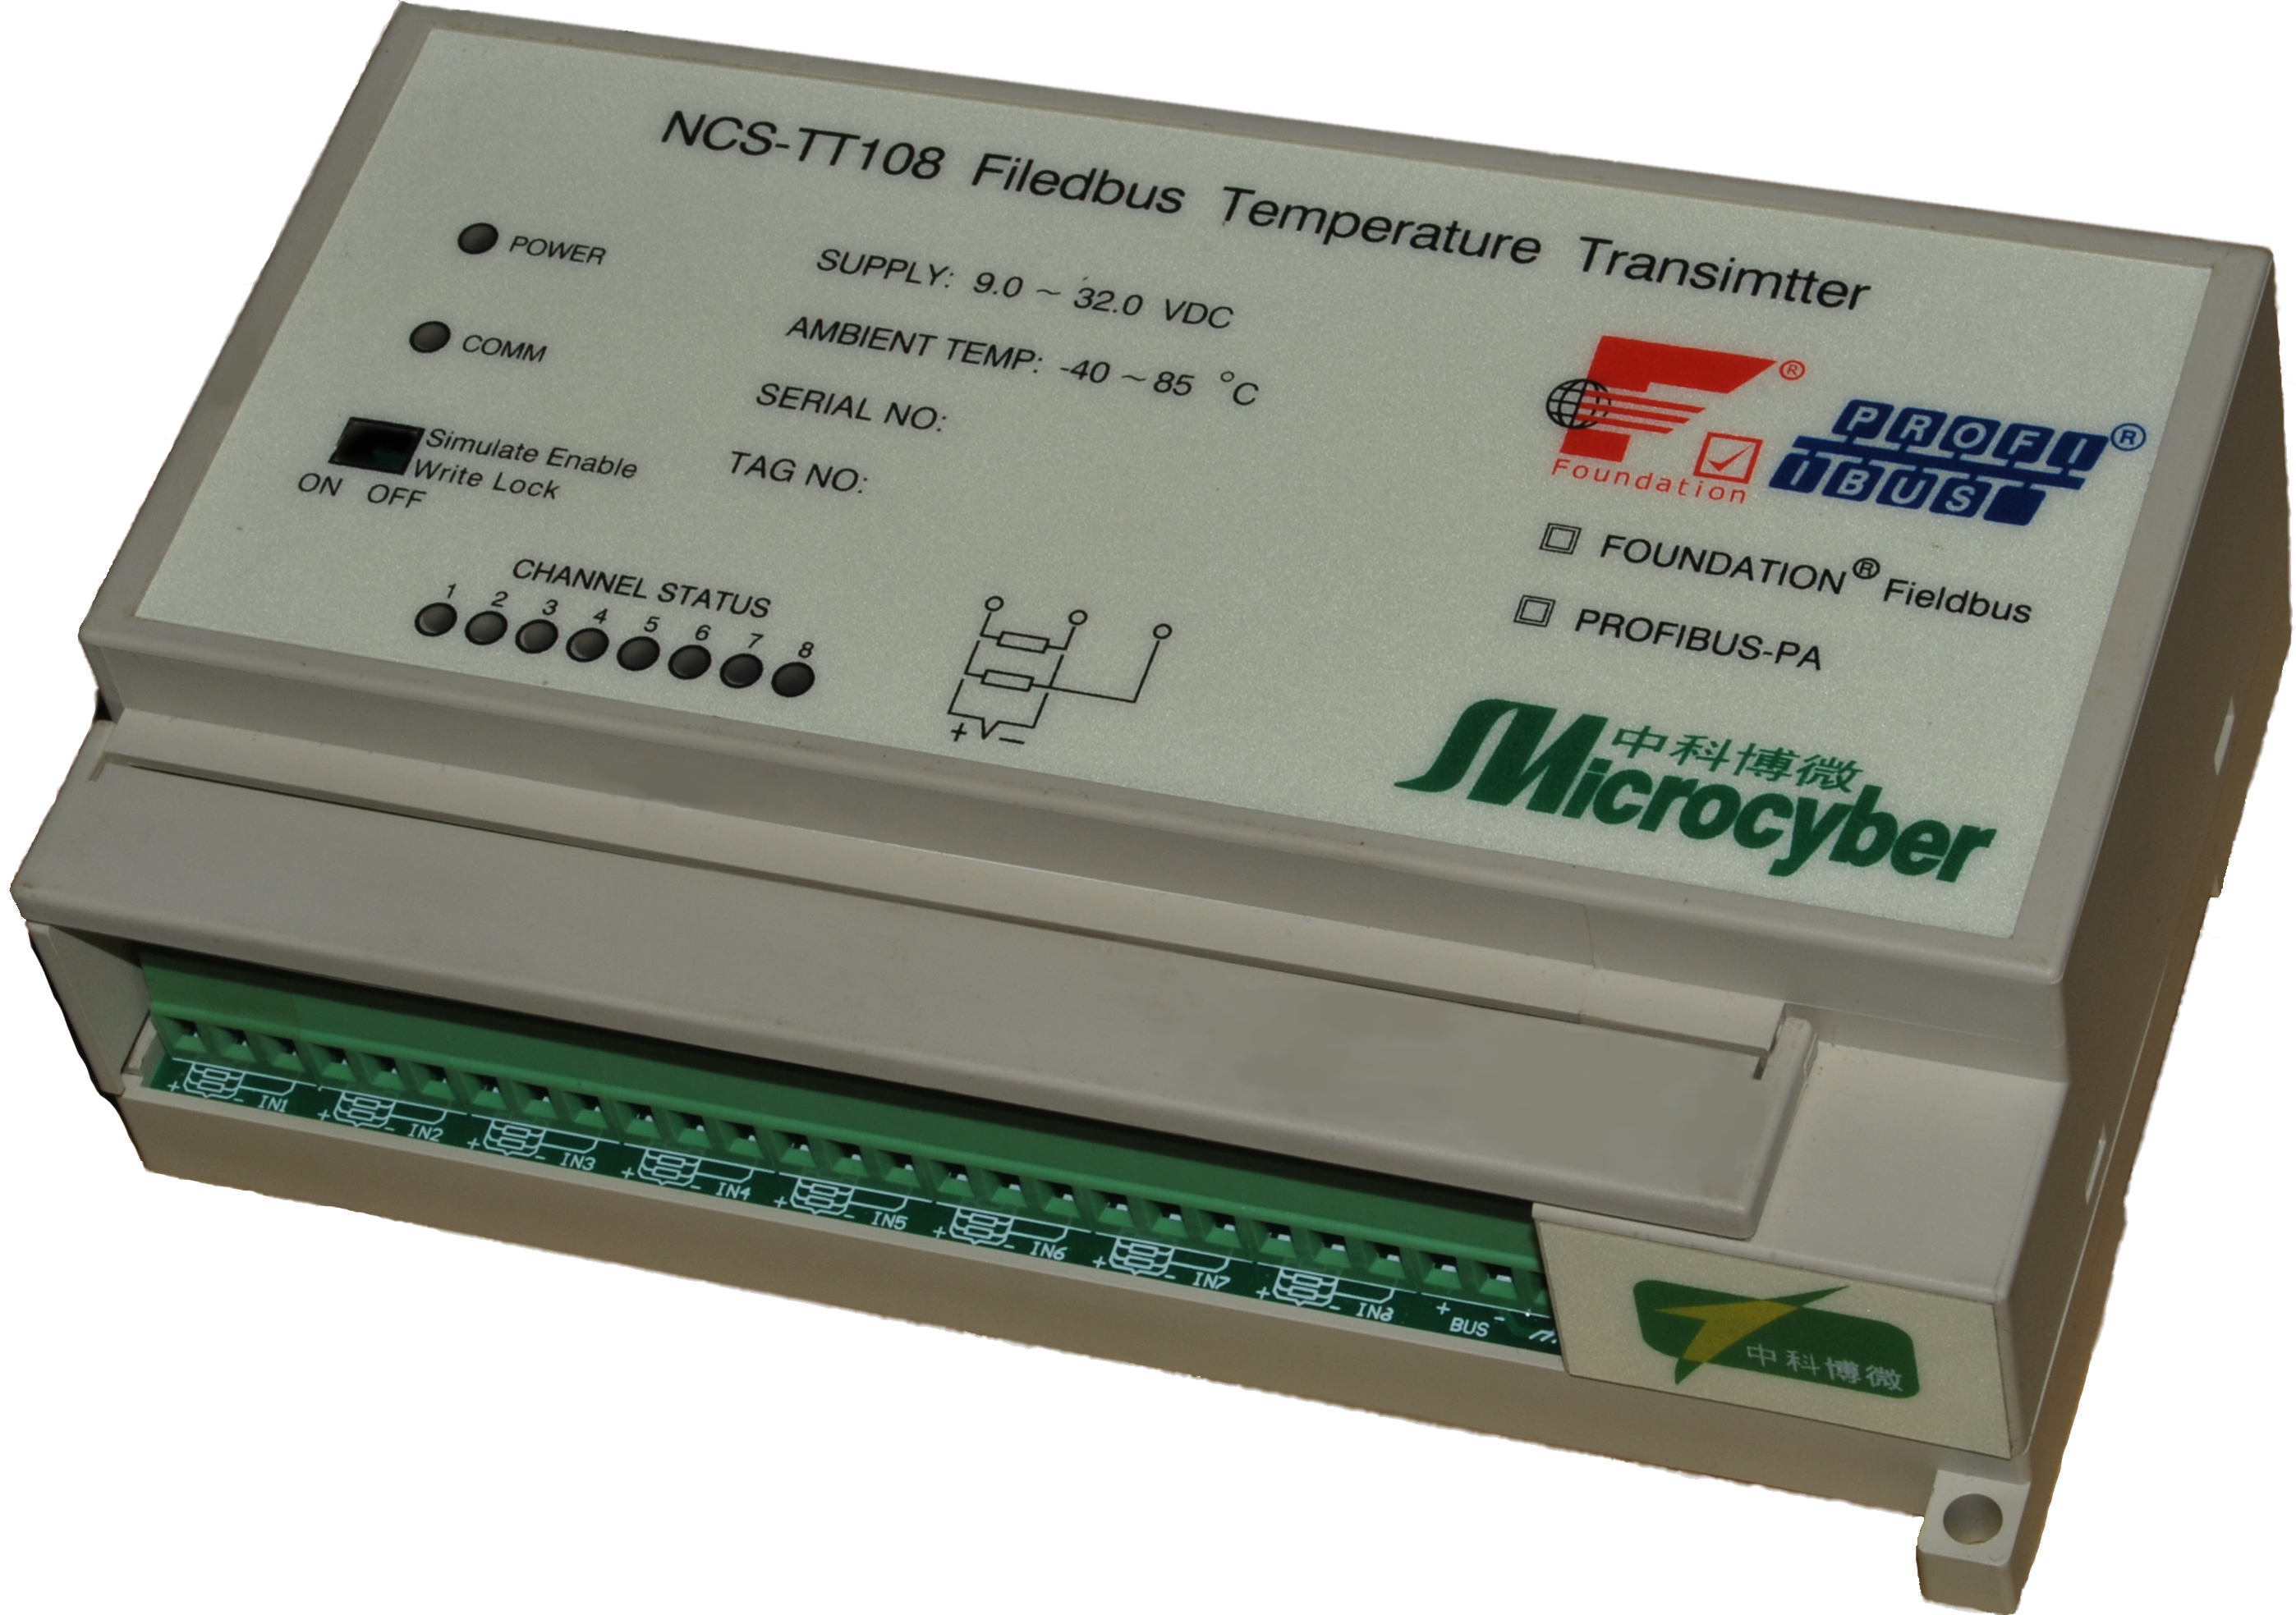 NCS-TT108 Filedbus Temperature Transimtter
POWER
SUPPLY: 9.0 ~ 32.0 VDC
COMM
AMBIENT TEMP: -40 ~ 85 °C
SERIAL NO:
Simulate Enable
Write Lock
ON OFF
TAG NO:
®
Foundation
PROFI ®
BUS
FOUNDATION® Fieldbus
PROFIBUS-PA
CHANNEL STATUS
1 2 3 4 5 6 7 8
+ V —
中科博微
Microcyber
+ - IN1
+ - IN2
+ - IN3
+ - IN4
+ - IN5
+ - IN6
+ - IN7
+ - IN8
+ BUS -
中科博微